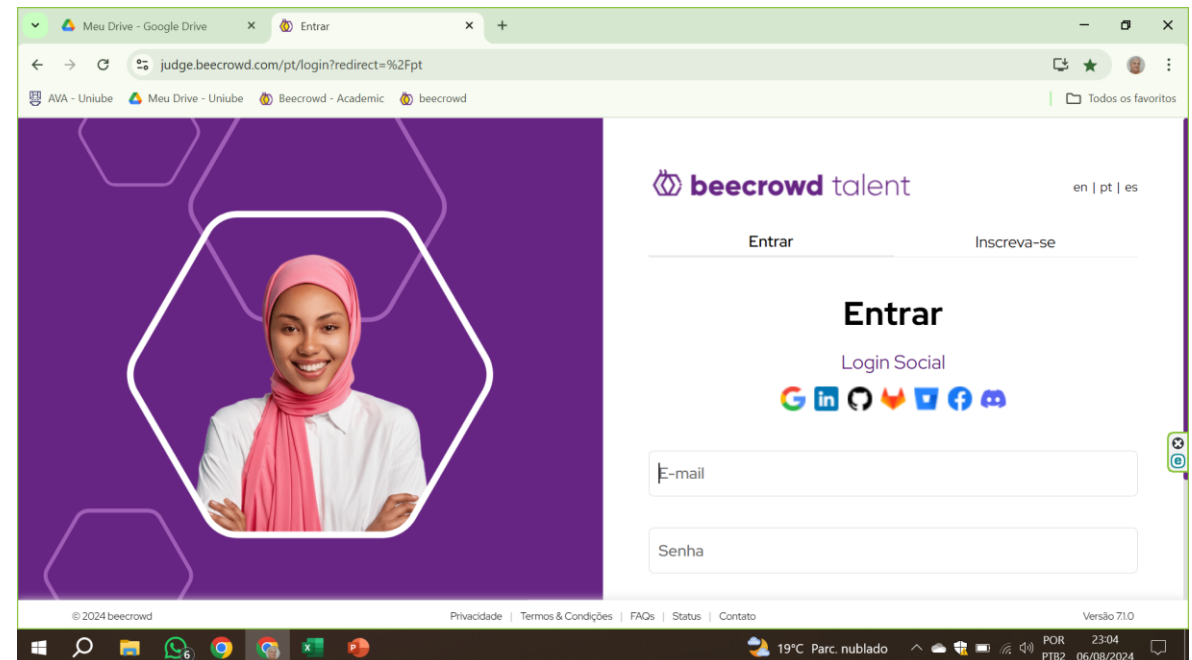 Meu Drive - Google Drive
Entrar
judge.beecrowd.com/pt/login?redirect=%2Fpt
AVA - Uniube Meu Drive - Uniube Beecrowd - Academic beecrowd Todos os favoritos
beecrowd talent
en | pt | es
Entrar Inscreva-se
Entrar
Login Social
E-mail
Senha
© 2024 beecrowd Privacidade | Termos & Condições | FAQs | Status | Contato Versão 7.1.0
6
19°C Parc. nublado
POR 23:04
PTB2 06/08/2024